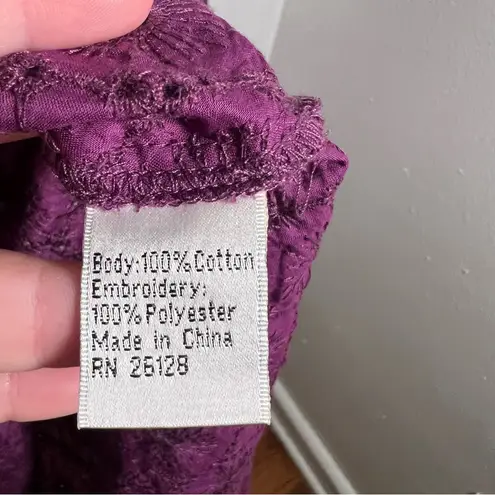 Body:100%Cotton
Embroidery:
100%Polyester
Made in China
RN 26128